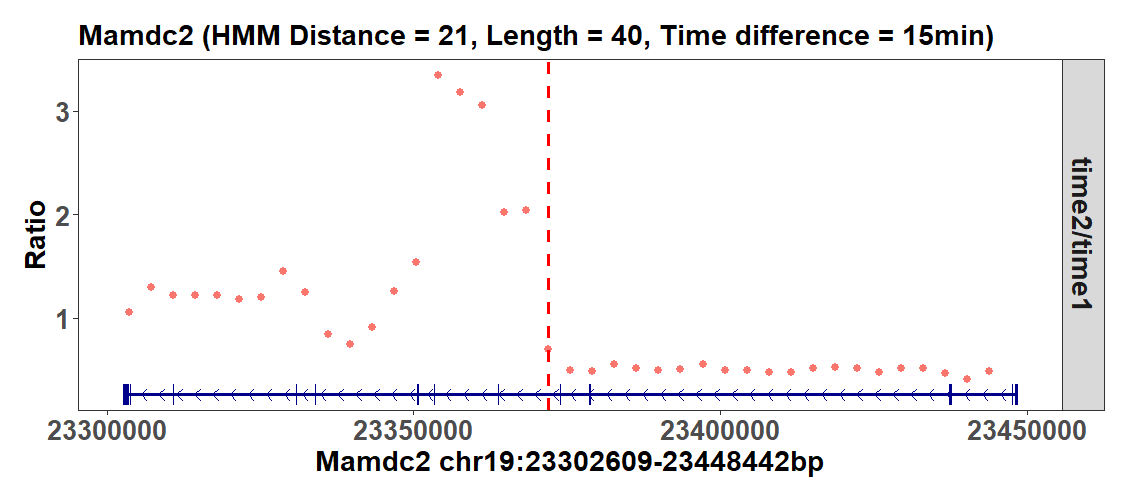 Mamdc2 (HMM Distance = 21, Length = 40, Time difference = 15min)
3
2
1
Ratio
time2/time1
23300000 23350000 23400000 23450000
Mamdc2 chr19:23302609-23448442bp